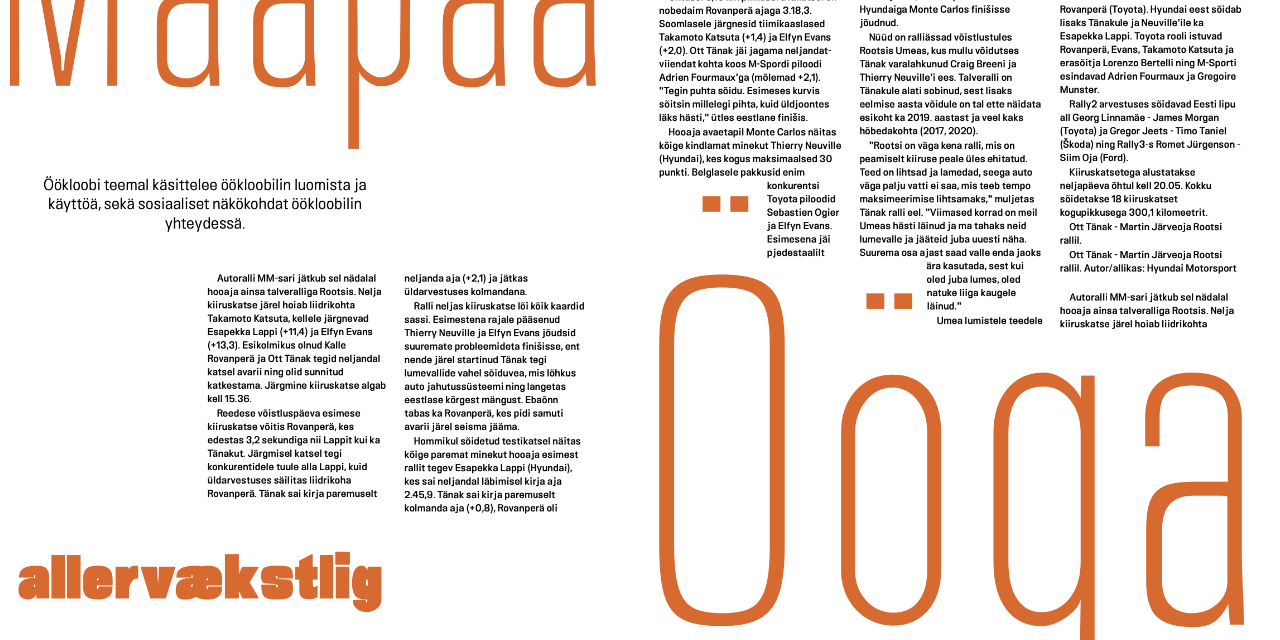 Maapaa
Öökloobi teemal käsittelee öökloobilin luomista ja
käyttöä, sekä sosiaaliset näkökohdat öökloobilin
yhteydessä.
Autoralli MM-sari jätkub sel nädalal
hooaja ainsa talveralliga Rootsis. Nelja
kiiruskatse järel hoiab liidrikohta
Takamoto Katsuta, kellele järgnevad
Esapekka Lappi (+11,4) ja Elfyn Evans
(+13,3). Esikolmikus olnud Kalle
Rovanperä ja Ott Tänak tegid neljandal
katsel avarii ning olid sunnitud
katkestama. Järgmine kiiruskatse algab
kell 15.36.
Reedese võistluspäeva esimese
kiiruskatse võitis Rovanperä, kes
edestas 3,2 sekundiga nii Lappit kui ka
Tänakut. Järgmisel katsel tegi
konkurentidele tuule alla Lappi, kuid
üldarvestuses säilitas liidrikoha
Rovanperä. Tänak sai kirja paremuselt
neljanda aja (+2,1) ja jätkas
üldarvestuses kolmandana.
Ralli neljas kiiruskatse lõi kõik kaardid
sassi. Esimestena rajale pääsenud
Thierry Neuville ja Elfyn Evans jõudsid
suuremate probleemideta finišisse, ent
nende järel startinud Tänak tegi
lumevallide vahel sõiduvea, mis lõhkus
auto jahutussüsteemi ning langetas
eestlase kõrgest mängust. Ebaõnn
tabas ka Rovanperä, kes pidi samuti
avarii järel seisma jääma.
Hommikul sõidetud testikatsel näitas
kõige paremat minekut hooaja esimest
rallit tegev Esapekka Lappi (Hyundai),
kes sai neljandal läbimisel kirja aja
2.45,9. Tänak sai kirja paremuselt
kolmanda aja (+0,8), Rovanperä oli
allervækstlig
nobedaim Rovanperä ajaga 3.18,3.
Soomlasele järgnesid tiimikaaslased
Takamoto Katsuta (+1,4) ja Elfyn Evans
(+2,0). Ott Tänak jäi jagama neljandat-
viiendat kohta koos M-Spordi piloodi
Adrien Fourmaux'ga (mõlemad +2,1).
"Tegin puhta sõidu. Esimeses kurvis
sõitsin millelegi pihta, kuid üldjoontes
läks hästi," ütles eestlane finišis.
Hooaja avaetapil Monte Carlos näitas
kõige kindlamat minekut Thierry Neuville
(Hyundai), kes kogus maksimaalsed 30
punkti. Belglasele pakkusid enim
konkurentsi
Toyota piloodid
Sebastien Ogier
ja Elfyn Evans.
Esimesena jäi
pjedestaalilt
Hyundaiga Monte Carlos finišisse
jõudnud.
Nüüd on ralliässad võistlustules
Rootsis Umeas, kus mullu võidutses
Tänak varalahkunud Craig Breeni ja
Thierry Neuville'i ees. Talveralli on
Tänakule alati sobinud, sest lisaks
eelmise aasta võidule on tal ette näidata
esikoht ka 2019. aastast ja veel kaks
hõbedakohta (2017, 2020).
"Rootsi on väga kena ralli, mis on
peamiselt kiiruse peale üles ehitatud.
Teed on lihtsad ja lamedad, seega auto
väga palju vatti ei saa, mis teeb tempo
maksimeerimise lihtsamaks," muljetas
Tänak ralli eel. "Viimased korrad on meil
Umeas hästi läinud ja ma tahaks neid
lumevalle ja jääteid juba uuesti näha.
Suurema osa ajast saad valle enda jaoks
ära kasutada, sest kui
oled juba lumes, oled
natuke liiga kaugele
läinud."
Umea lumistele teedele
Rovanperä (Toyota). Hyundai eest sõidab
lisaks Tänakule ja Neuville'ile ka
Esapekka Lappi. Toyota rooli istuvad
Rovanperä, Evans, Takamoto Katsuta ja
erasõitja Lorenzo Bertelli ning M-Sporti
esindavad Adrien Fourmaux ja Gregoire
Munster.
Rally2 arvestuses sõidavad Eesti lipu
all Georg Linnamäe - James Morgan
(Toyota) ja Gregor Jeets - Timo Taniel
(Škoda) ning Rally3-s Romet Jürgenson -
Siim Oja (Ford).
Kiiruskatsetega alustatakse
neljapäeva õhtul kell 20.05. Kokku
sõidetakse 18 kiiruskatset
kogupikkusega 300,1 kilomeetrit.
Ott Tänak - Martin Järveoja Rootsi
rallil.
Ott Tänak - Martin Järveoja Rootsi
rallil. Autor/allikas: Hyundai Motorsport
Autoralli MM-sari jätkub sel nädalal
hooaja ainsa talveralliga Rootsis. Nelja
kiiruskatse järel hoiab liidrikohta
Ööga